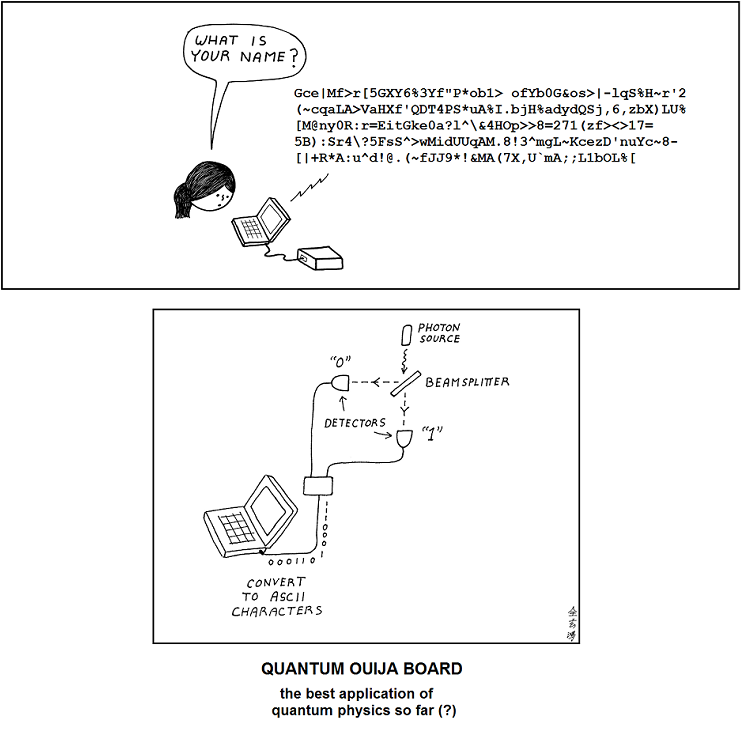 WHAT IS
YOUR NAME?
Gce|Mf>r[5GXY6%3Yf"P*ob1> ofYb0G&os>|-lqS%H~r'2
(~cqaLA>VaHXf'QDT4PS*uA%I.bjH%adydQSj,6,zbX)LU%
[M@ny0R:r=EitGke0a?l^\&4HOp>>8=271(zf><>17=
5B):Sr4\?5FsS^>wMidUUqAM.8!3^mgL~KcezD'nuYc~8-
[|+R*A:u^d!@.(~fJJ9*!&MA(7X,U`mA;;L1bOL%[
PHOTON
SOURCE
"0"
BEAMSPLITTER
DETECTORS
"1"
000110
1000
CONVERT
TO ASCII
CHARACTERS
QUANTUM OUIJA BOARD
the best application of
quantum physics so far (?)